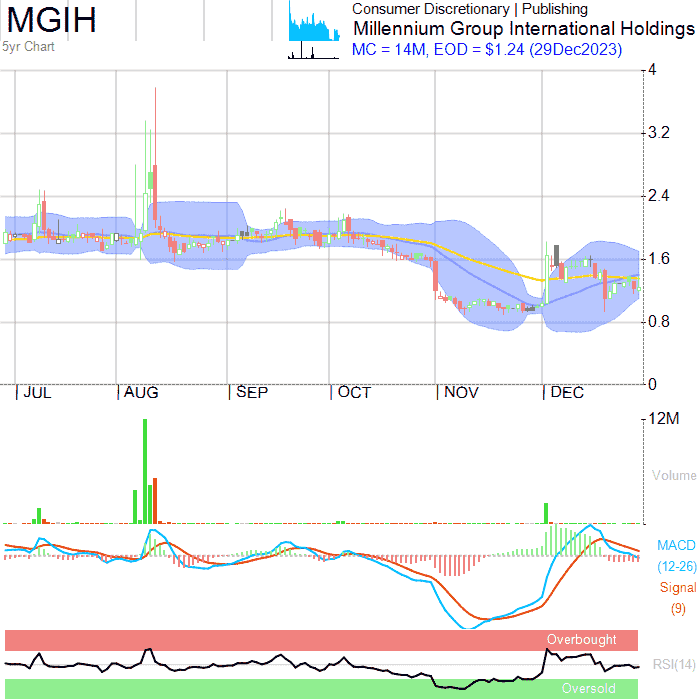 MGIH
5yr Chart
Consumer Discretionary | Publishing
Millennium Group International Holdings
MC = 14M, EOD = $1.24 (29Dec2023)
4
3.2
2.4
1.6
0.8
0
JUL AUG SEP OCT NOV DEC
12M
Volume
MACD
(12-26)
Signal
(9)
Overbought
RSI(14)
Oversold